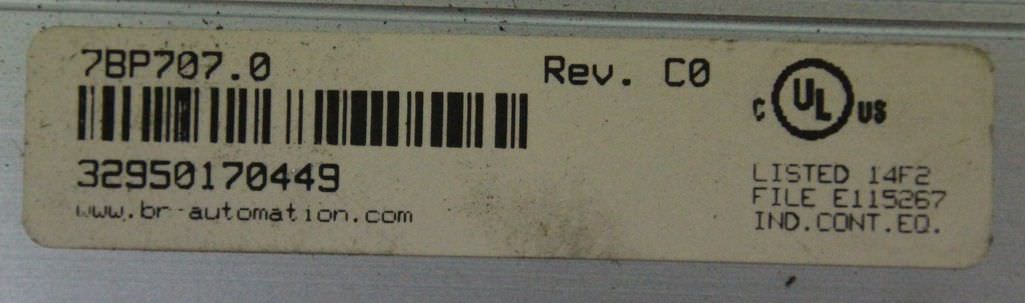 7BP707.0
Rev. C0
32950170449
www.br-automation.com
C UL US
LISTED 14F2
FILE E115267
IND.CONT.EQ.